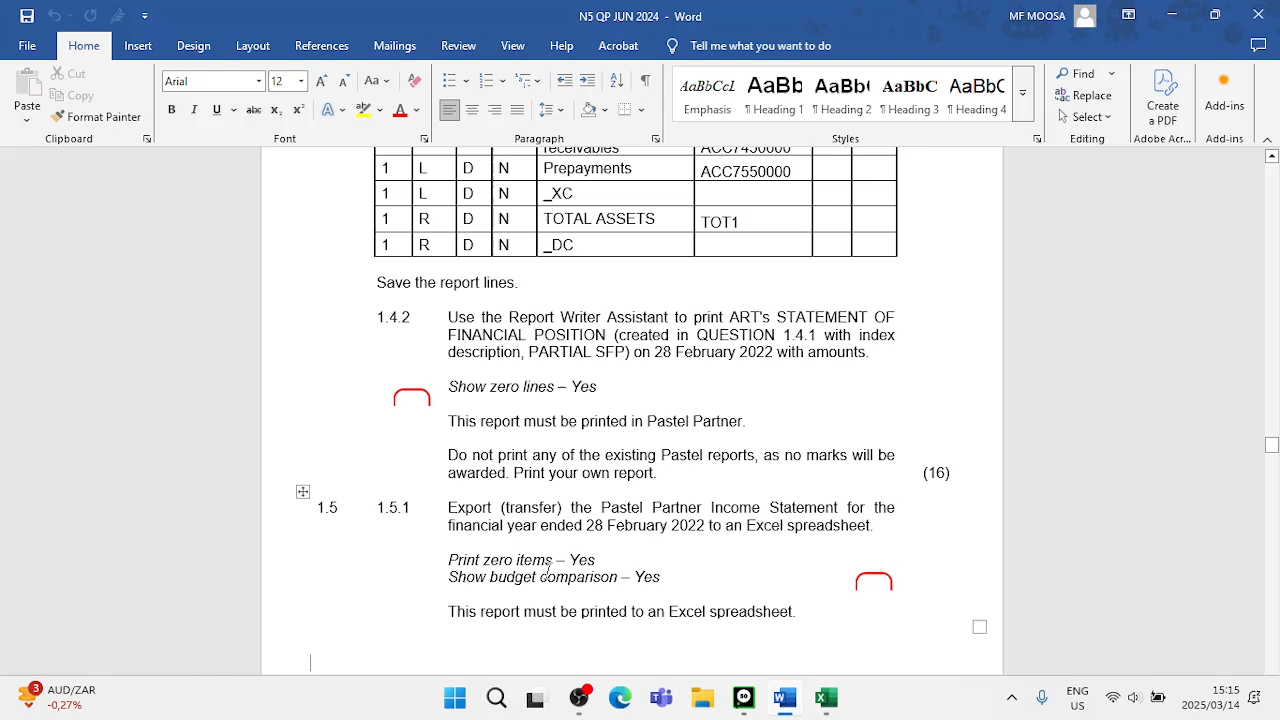 N5 QP JUN 2024 - Word
MF MOOSA
File Home Insert Design Layout References Mailings Review View Help Acrobat Tell me what you want to do
Paste
Cut
Copy
Format Painter
Clipboard
Arial 12
Font
Paragraph
AaBbCcI AaBb AaBb( AaBbC AaBbC
Emphasis ¶ Heading 1 ¶ Heading 2 ¶ Heading 3 ¶ Heading 4
Styles
Find
Replace
Select
Editing
Create a PDF
Adobe Acr...
Add-ins
Add-ins
receivables ACC7450000
1 L D N Prepayments ACC7550000
1 L D N _XC
1 R D N TOTAL ASSETS TOT1
1 R D N _DC
Save the report lines.
1.4.2 Use the Report Writer Assistant to print ART's STATEMENT OF
FINANCIAL POSITION (created in QUESTION 1.4.1 with index
description, PARTIAL SFP) on 28 February 2022 with amounts.
Show zero lines – Yes
This report must be printed in Pastel Partner.
Do not print any of the existing Pastel reports, as no marks will be
awarded. Print your own report. (16)
1.5 1.5.1 Export (transfer) the Pastel Partner Income Statement for the
financial year ended 28 February 2022 to an Excel spreadsheet.
Print zero items – Yes
Show budget comparison – Yes
This report must be printed to an Excel spreadsheet.
3 AUD/ZAR
-0,27%
ENG
US
15:15
2025/03/14